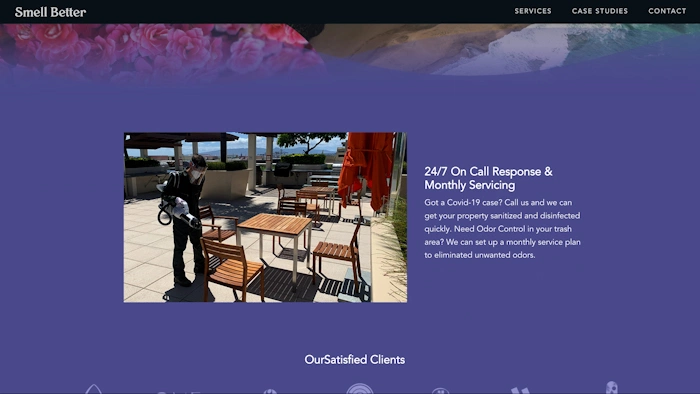 Smell Better
SERVICES
CASE STUDIES
CONTACT
24/7 On Call Response &
Monthly Servicing
Got a Covid-19 case? Call us and we can
get your property sanitized and disinfected
quickly. Need Odor Control in your trash
area? We can set up a monthly service plan
to eliminated unwanted odors.
OurSatisfied Clients